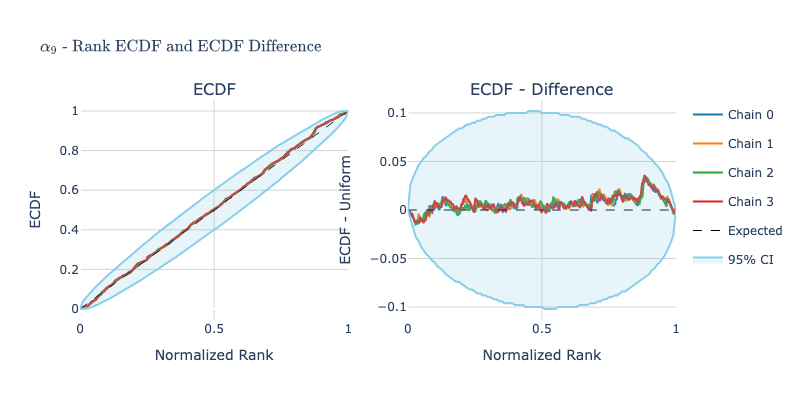 α₉ - Rank ECDF and ECDF Difference
ECDF
ECDF
1
0.8
0.6
0.4
0.2
0
0
0.5
1
Normalized Rank
ECDF - Difference
ECDF - Uniform
0.1
0.05
0
−0.05
−0.1
0
0.5
1
Normalized Rank
Chain 0
Chain 1
Chain 2
Chain 3
Expected
95% CI